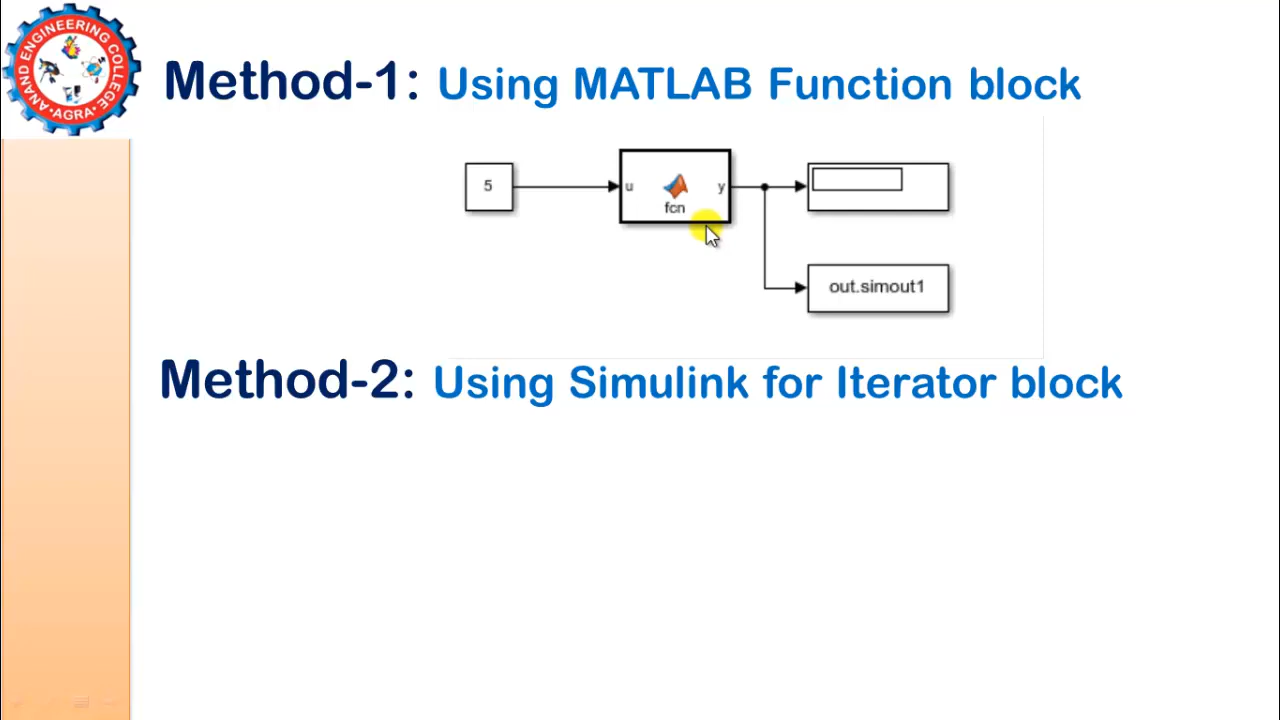 ANAND ENGINEERING COLLEGE
• AGRA •
Method-1: Using MATLAB Function block
5
u
y
fcn
out.simout1
Method-2: Using Simulink for Iterator block